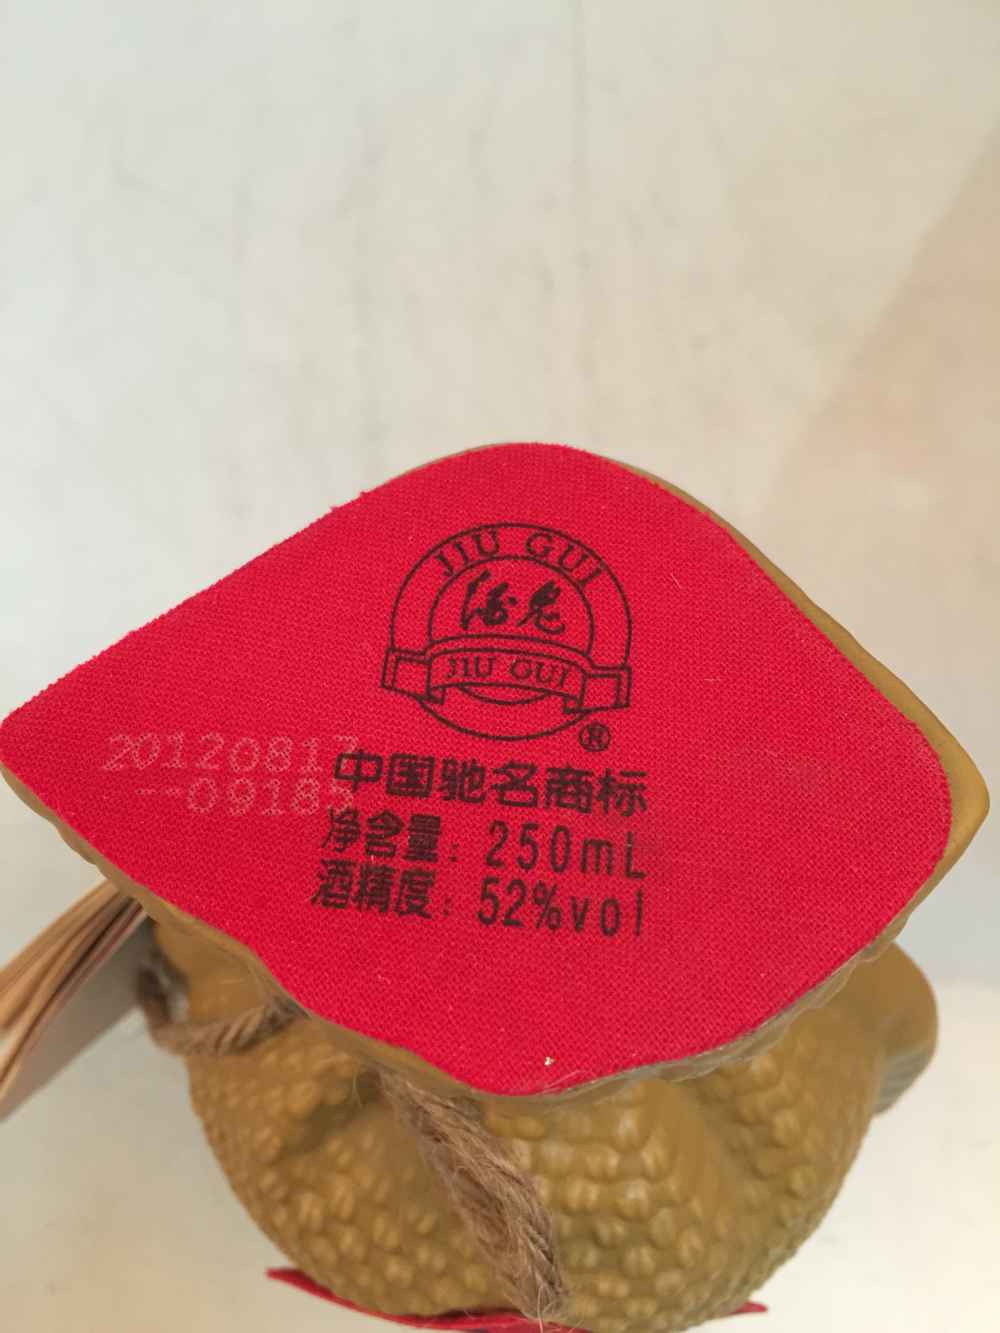 JIU GUI
酒鬼
JIU GUI
®
20120817
--09185
中国驰名商标
净含量: 250mL
酒精度: 52%vol